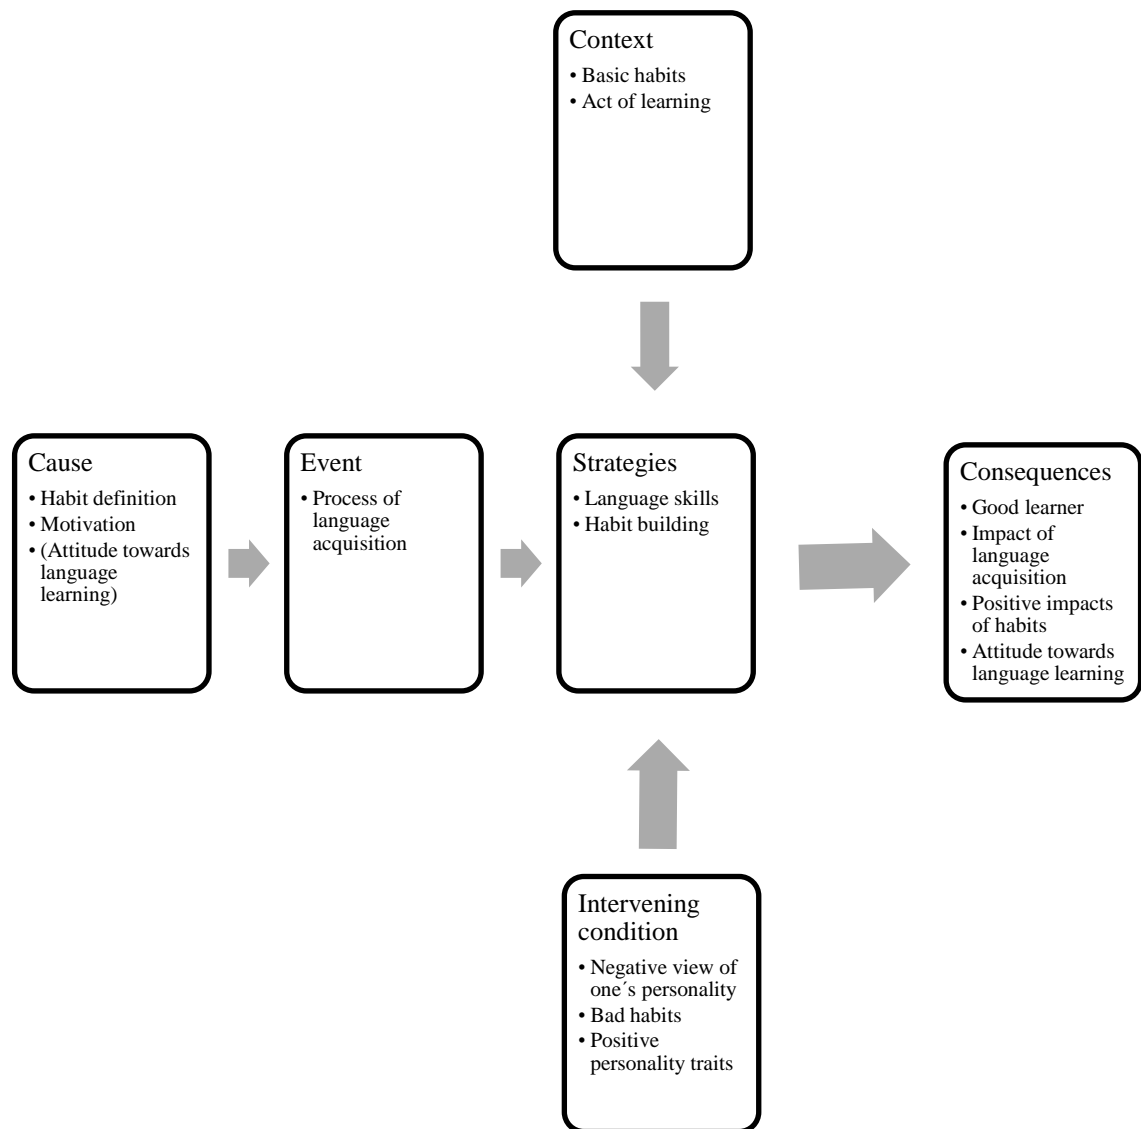 Context
• Basic habits
• Act of learning
Cause
• Habit definition
• Motivation
• (Attitude towards
language
learning)
Event
• Process of
language
acquisition
Strategies
• Language skills
• Habit building
Consequences
• Good learner
• Impact of
language
acquisition
• Positive impacts
of habits
• Attitude towards
language learning
Intervening
condition
• Negative view of
one´s personality
• Bad habits
• Positive
personality traits